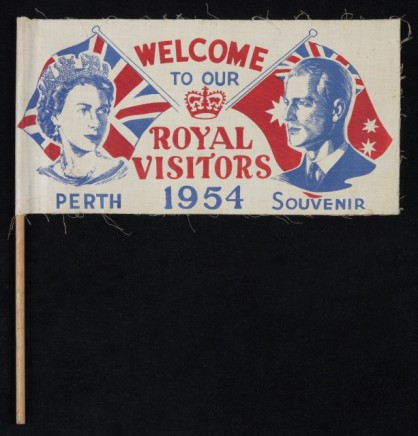 WELCOME
TO OUR
ROYAL
VISITORS
PERTH 1954 SOUVENIR